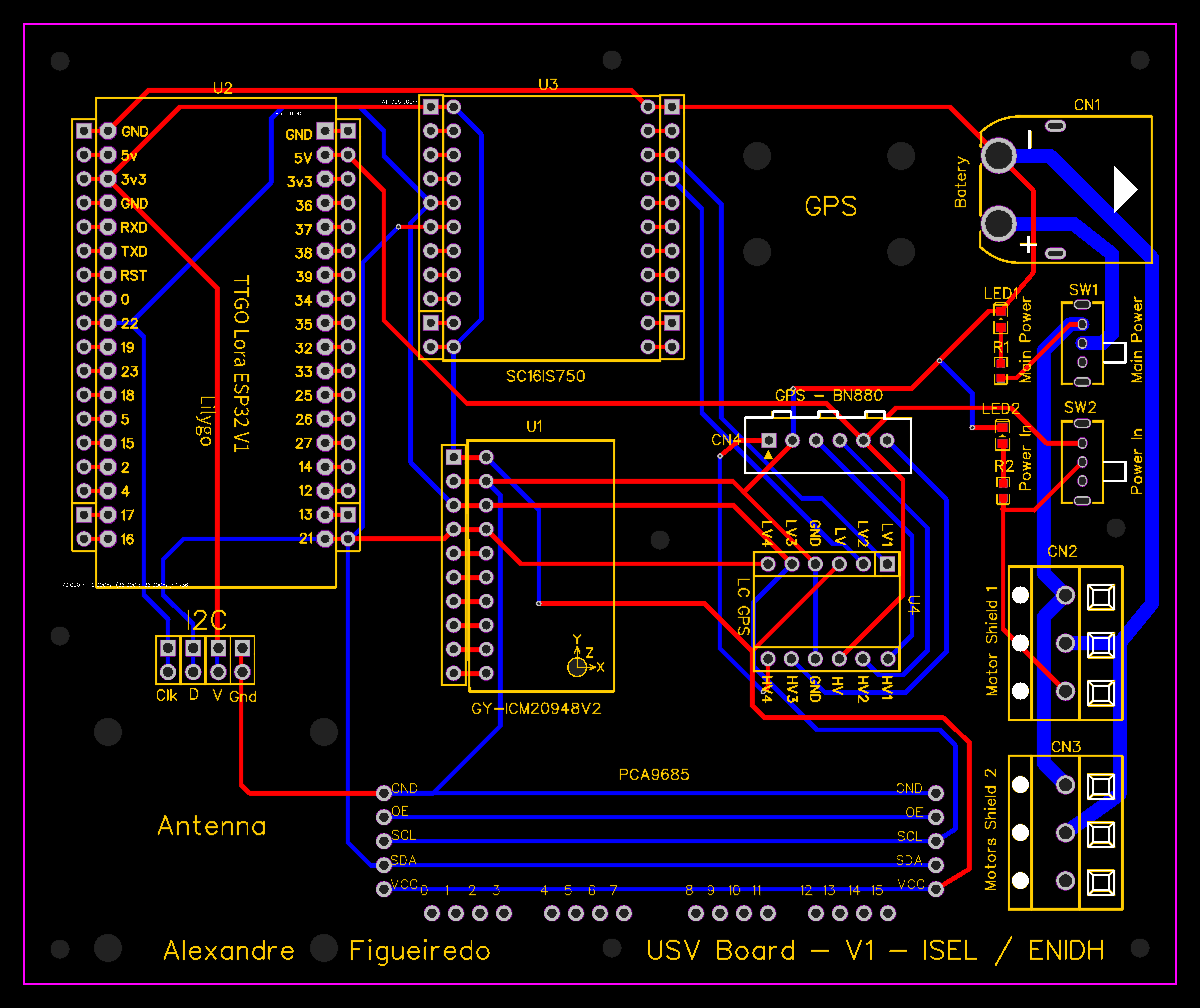 U2
GND
5v
3v3
GND
RXD
TXD
RST
0
22
19
23
18
5
15
2
4
17
16
GND
5V
3v3
36
37
38
39
34
35
32
33
25
26
27
14
12
13
21
TTGO Lora ESP32 V1
Lilygo
U3
SC16IS750
GPS
CN1
Batery
+
LED1
R1
Main Power
SW1
Main Power
GPS - BN880
CN4
LED2
R2
Power In
SW2
Power In
U1
Y
Z
X
GY-ICM20948V2
LV4
LV3
GND
LV
LV2
LV1
LC GPS
U4
HV4
HV3
GND
HV
HV2
HV1
CN2
Motor Shield 1
CN3
Motors Shield 2
I2C
Clk D V Gnd
PCA9685
GND
OE
SCL
SDA
VCC
GND
OE
SCL
SDA
VCC
0 1 2 3 4 5 6 7 8 9 10 11 12 13 14 15
Antenna
Alexandre Figueiredo
USV Board - V1 - ISEL / ENIDH